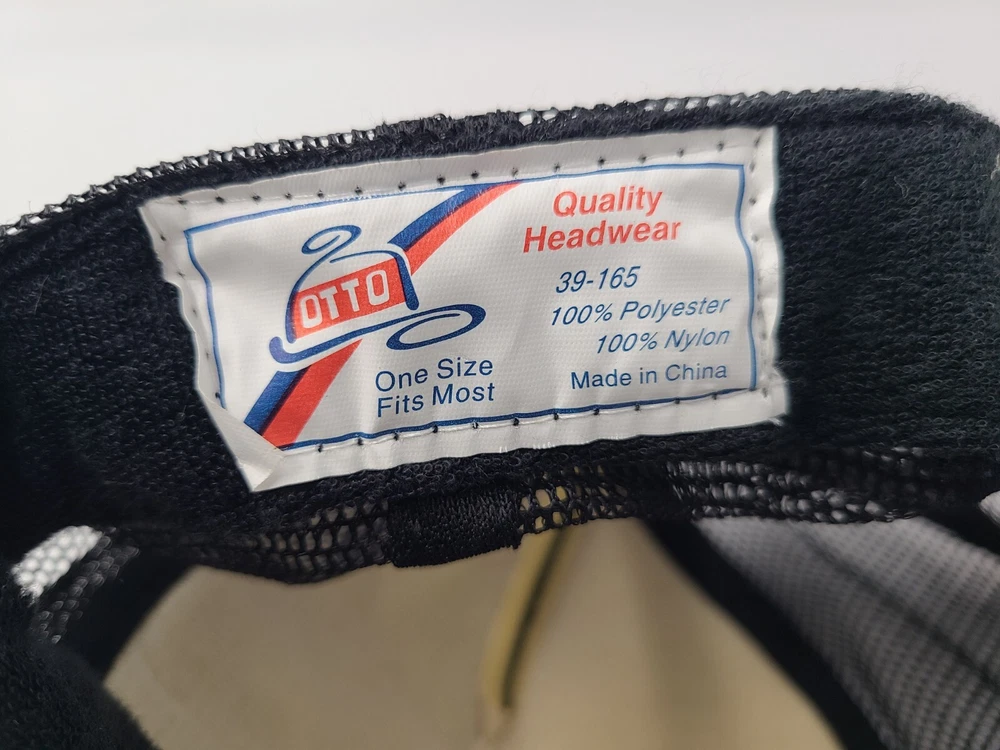 OTTO
One Size
Fits Most
Quality
Headwear
39-165
100% Polyester
100% Nylon
Made in China